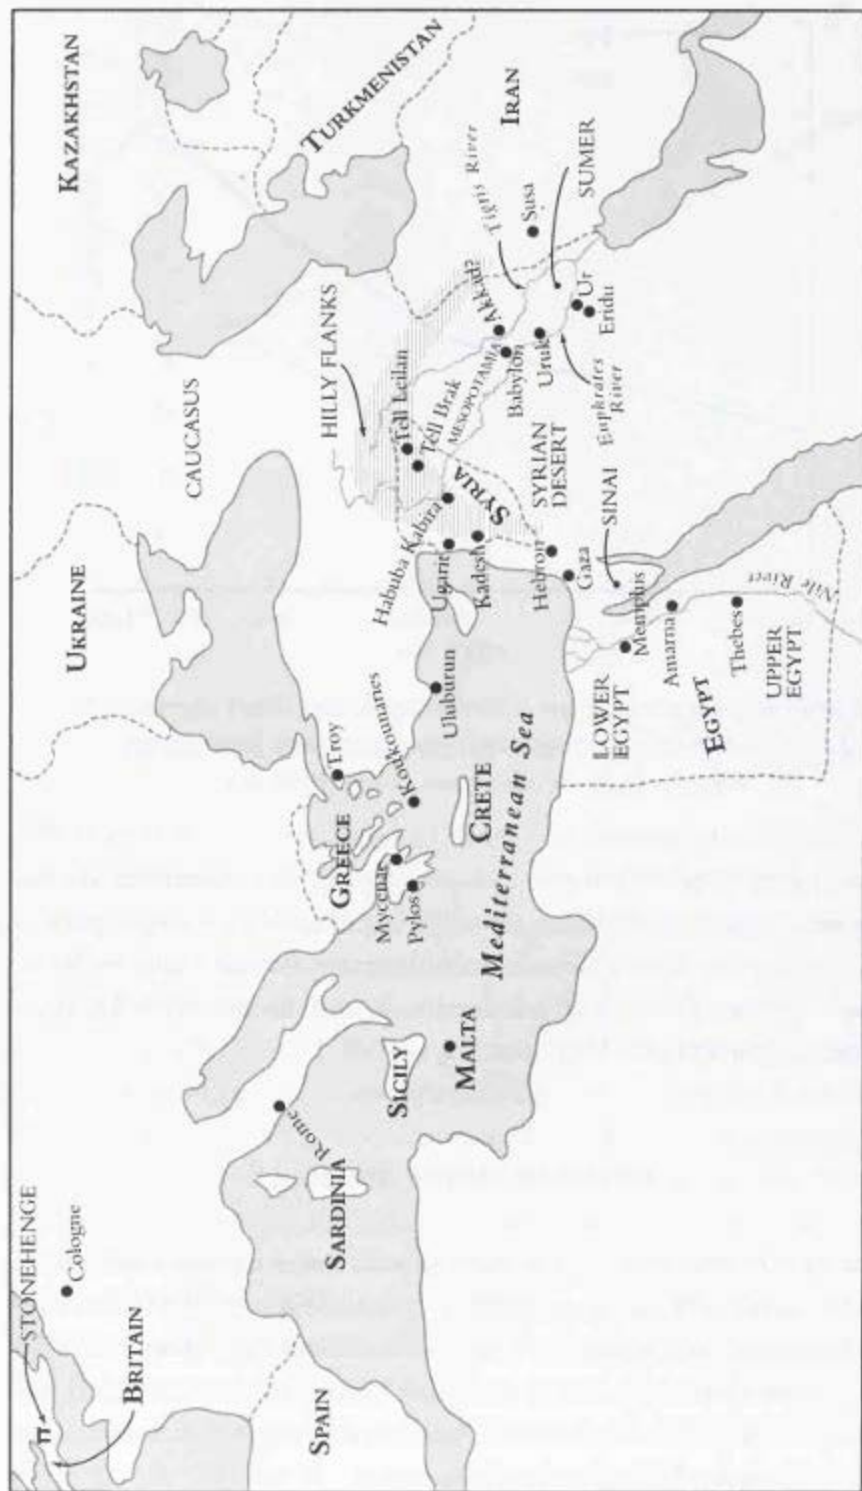 STONEHENGE
Cologne
BRITAIN
SPAIN
SARDINIA
Rome
SICILY
MALTA
Mediterranean Sea
GREECE
Mycenae
Pylos
Troy
Koukounaries
CRETE
Uluburun
UKRAINE
CAUCASUS
KAZAKHSTAN
TURKMENISTAN
IRAN
HILLY FLANKS
Tell Leilan
Tell Brak
MESOPOTAMIA
Habuba Kabira
Ugarit
Kadesh
SYRIA
SYRIAN
DESERT
Akkad?
Tigris River
Susa
SUMER
Babylon
Uruk
Ur
Eridu
Euphrates
River
Hebron
Gaza
SINAI
LOWER
EGYPT
Memphis
Amarna
EGYPT
Thebes
UPPER
EGYPT
Nile River